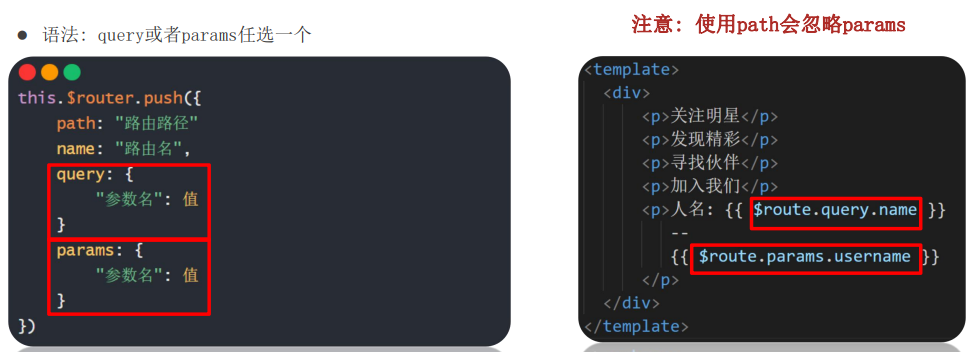 ● 语法: query或者params任选一个
this.$router.push({
path: "路由路径"
name: "路由名",
query: {
"参数名": 值
}
params: {
"参数名": 值
}
})
注意: 使用path会忽略params
<template>
<div>
<p>关注明星</p>
<p>发现精彩</p>
<p>寻找伙伴</p>
<p>加入我们</p>
<p>人名: {{ $route.query.name }}
--
{{ $route.params.username }}
</p>
</div>
</template>